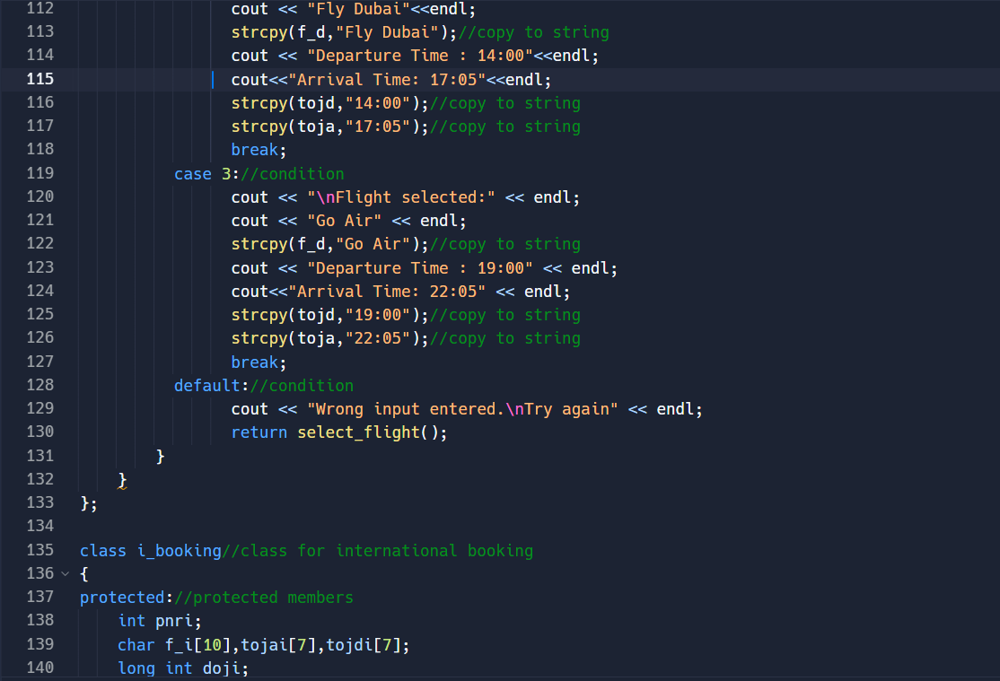 112 cout << "Fly Dubai"<<endl;
113 strcpy(f_d,"Fly Dubai");//copy to string
114 cout << "Departure Time : 14:00"<<endl;
115 cout<<"Arrival Time: 17:05"<<endl;
116 strcpy(tojd,"14:00");//copy to string
117 strcpy(toja,"17:05");//copy to string
118 break;
119 case 3://condition
120 cout << "\nFlight selected:" << endl;
121 cout << "Go Air" << endl;
122 strcpy(f_d,"Go Air");//copy to string
123 cout << "Departure Time : 19:00" << endl;
124 cout<<"Arrival Time: 22:05" << endl;
125 strcpy(tojd,"19:00");//copy to string
126 strcpy(toja,"22:05");//copy to string
127 break;
128 default://condition
129 cout << "Wrong input entered.\nTry again" << endl;
130 return select_flight();
131 }
132 }
133 };
134
135 class i_booking//class for international booking
136 {
137 protected://protected members
138 int pnri;
139 char f_i[10],tojai[7],tojdi[7];
140 long int doji;